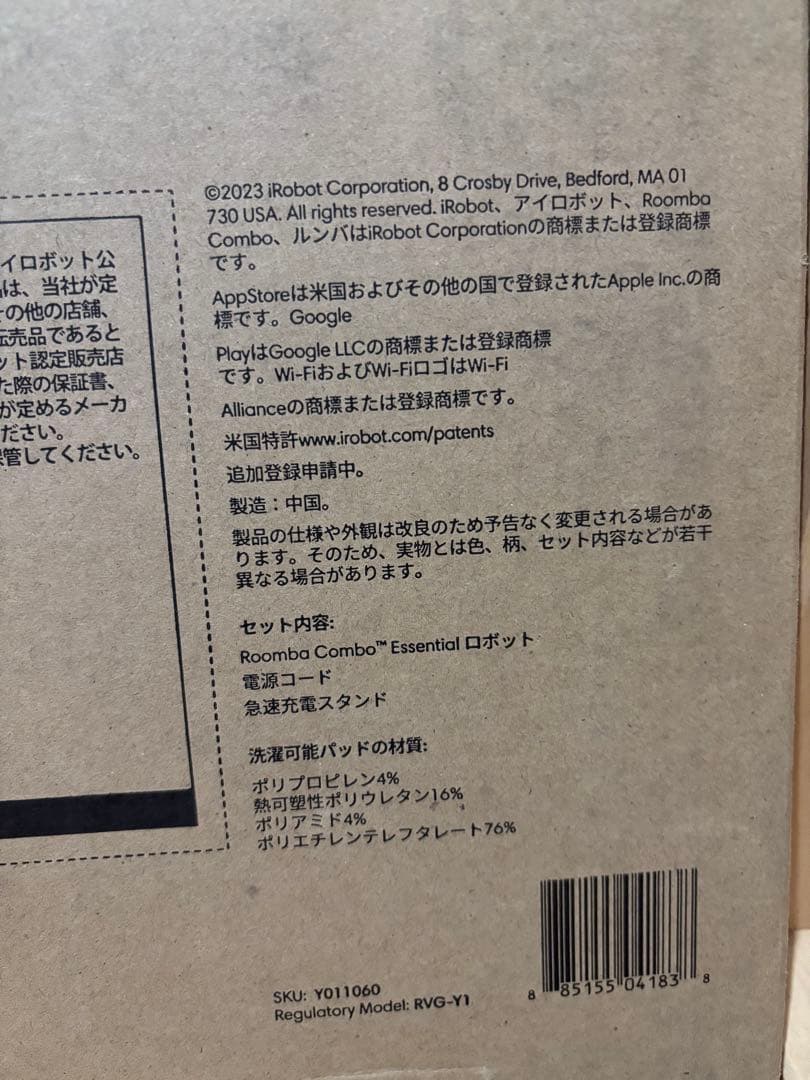 イロボット公
は、当社が定
その他の店舗、
転売品であると
ット認定販売店
た際の保証書、
が定めるメーカ
ださい。
保管してください。
©2023 iRobot Corporation, 8 Crosby Drive, Bedford, MA 01
730 USA. All rights reserved. iRobot、アイロボット、Roomba
Combo、ルンバはiRobot Corporationの商標または登録商標
です。
AppStoreは米国およびその他の国で登録されたApple Inc.の商
標です。Google
PlayはGoogle LLCの商標または登録商標
です。Wi-FiおよびWi-FiロゴはWi-Fi
Allianceの商標または登録商標です。
米国特許www.irobot.com/patents
追加登録申請中。
製造：中国。
製品の仕様や外観は改良のため予告なく変更される場合があ
ります。そのため、実物とは色、柄、セット内容などが若干
異なる場合があります。
セット内容:
Roomba Combo™ Essential ロボット
電源コード
急速充電スタンド
洗濯可能パッドの材質:
ポリプロピレン4%
熱可塑性ポリウレタン16%
ポリアミド4%
ポリエチレンテレフタレート76%
SKU: Y011060
Regulatory Model: RVG-Y1
8 85155 04183 8